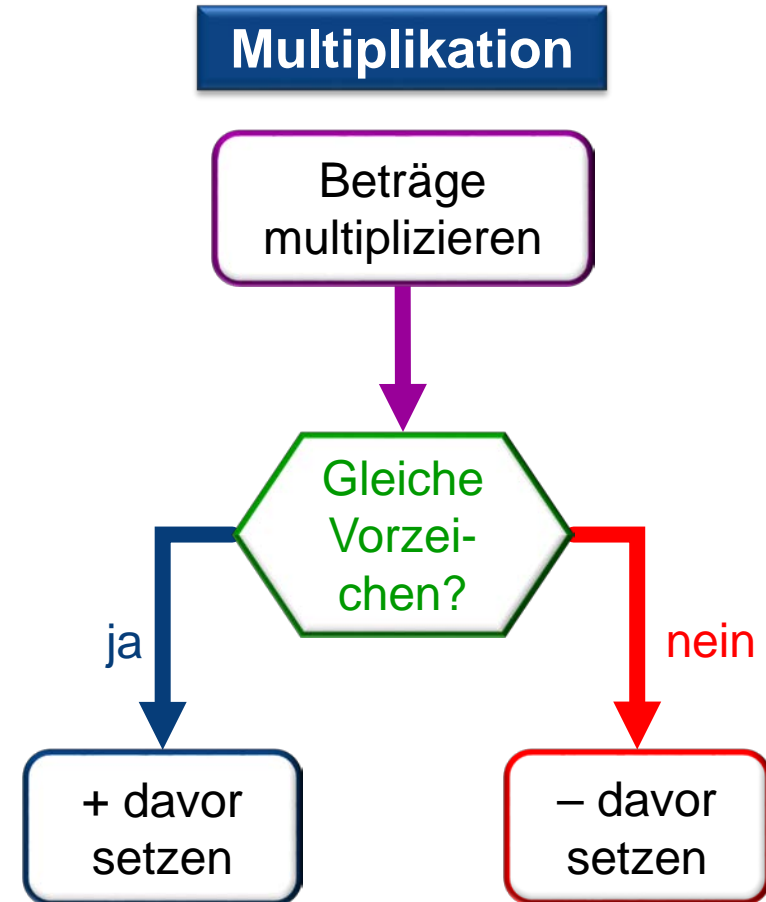 Multiplikation
Beträge
multiplizieren
Gleiche
Vorzei-
chen?
ja
nein
+ davor
setzen
– davor
setzen